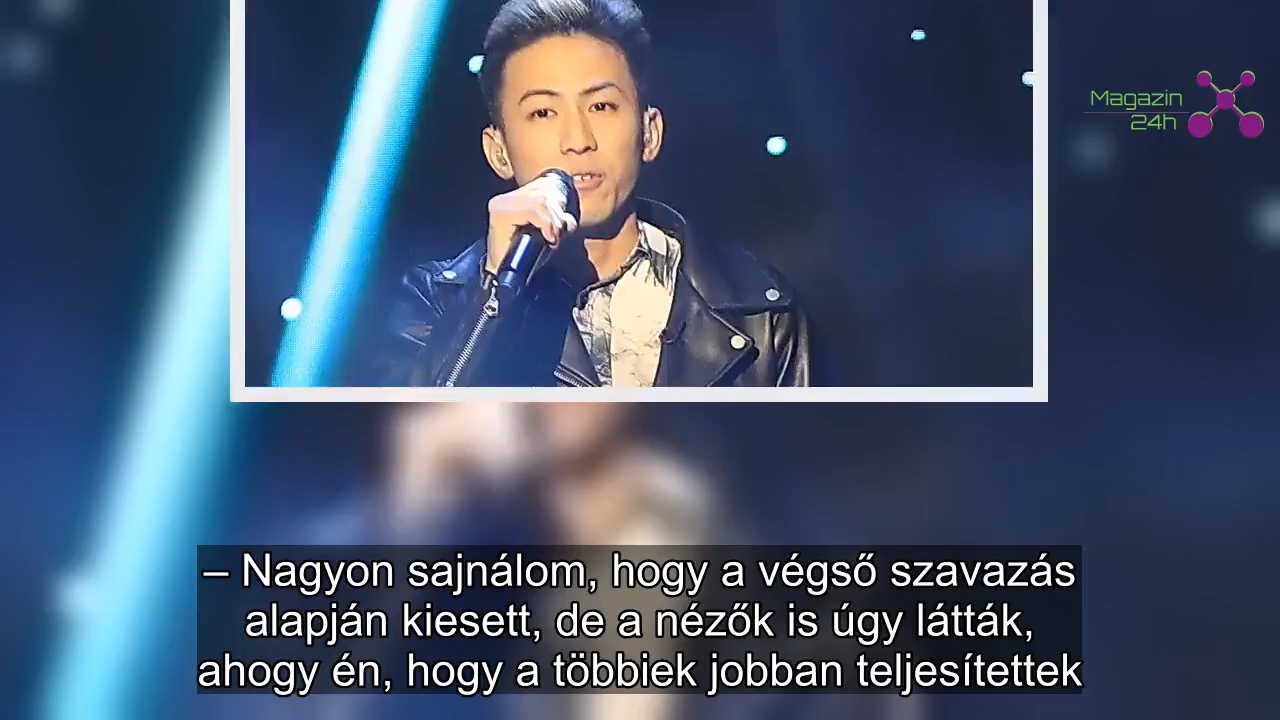 Magazin
24h
– Nagyon sajnálom, hogy a végső szavazás
alapján kiesett, de a nézők is úgy látták,
ahogy én, hogy a többiek jobban teljesítettek